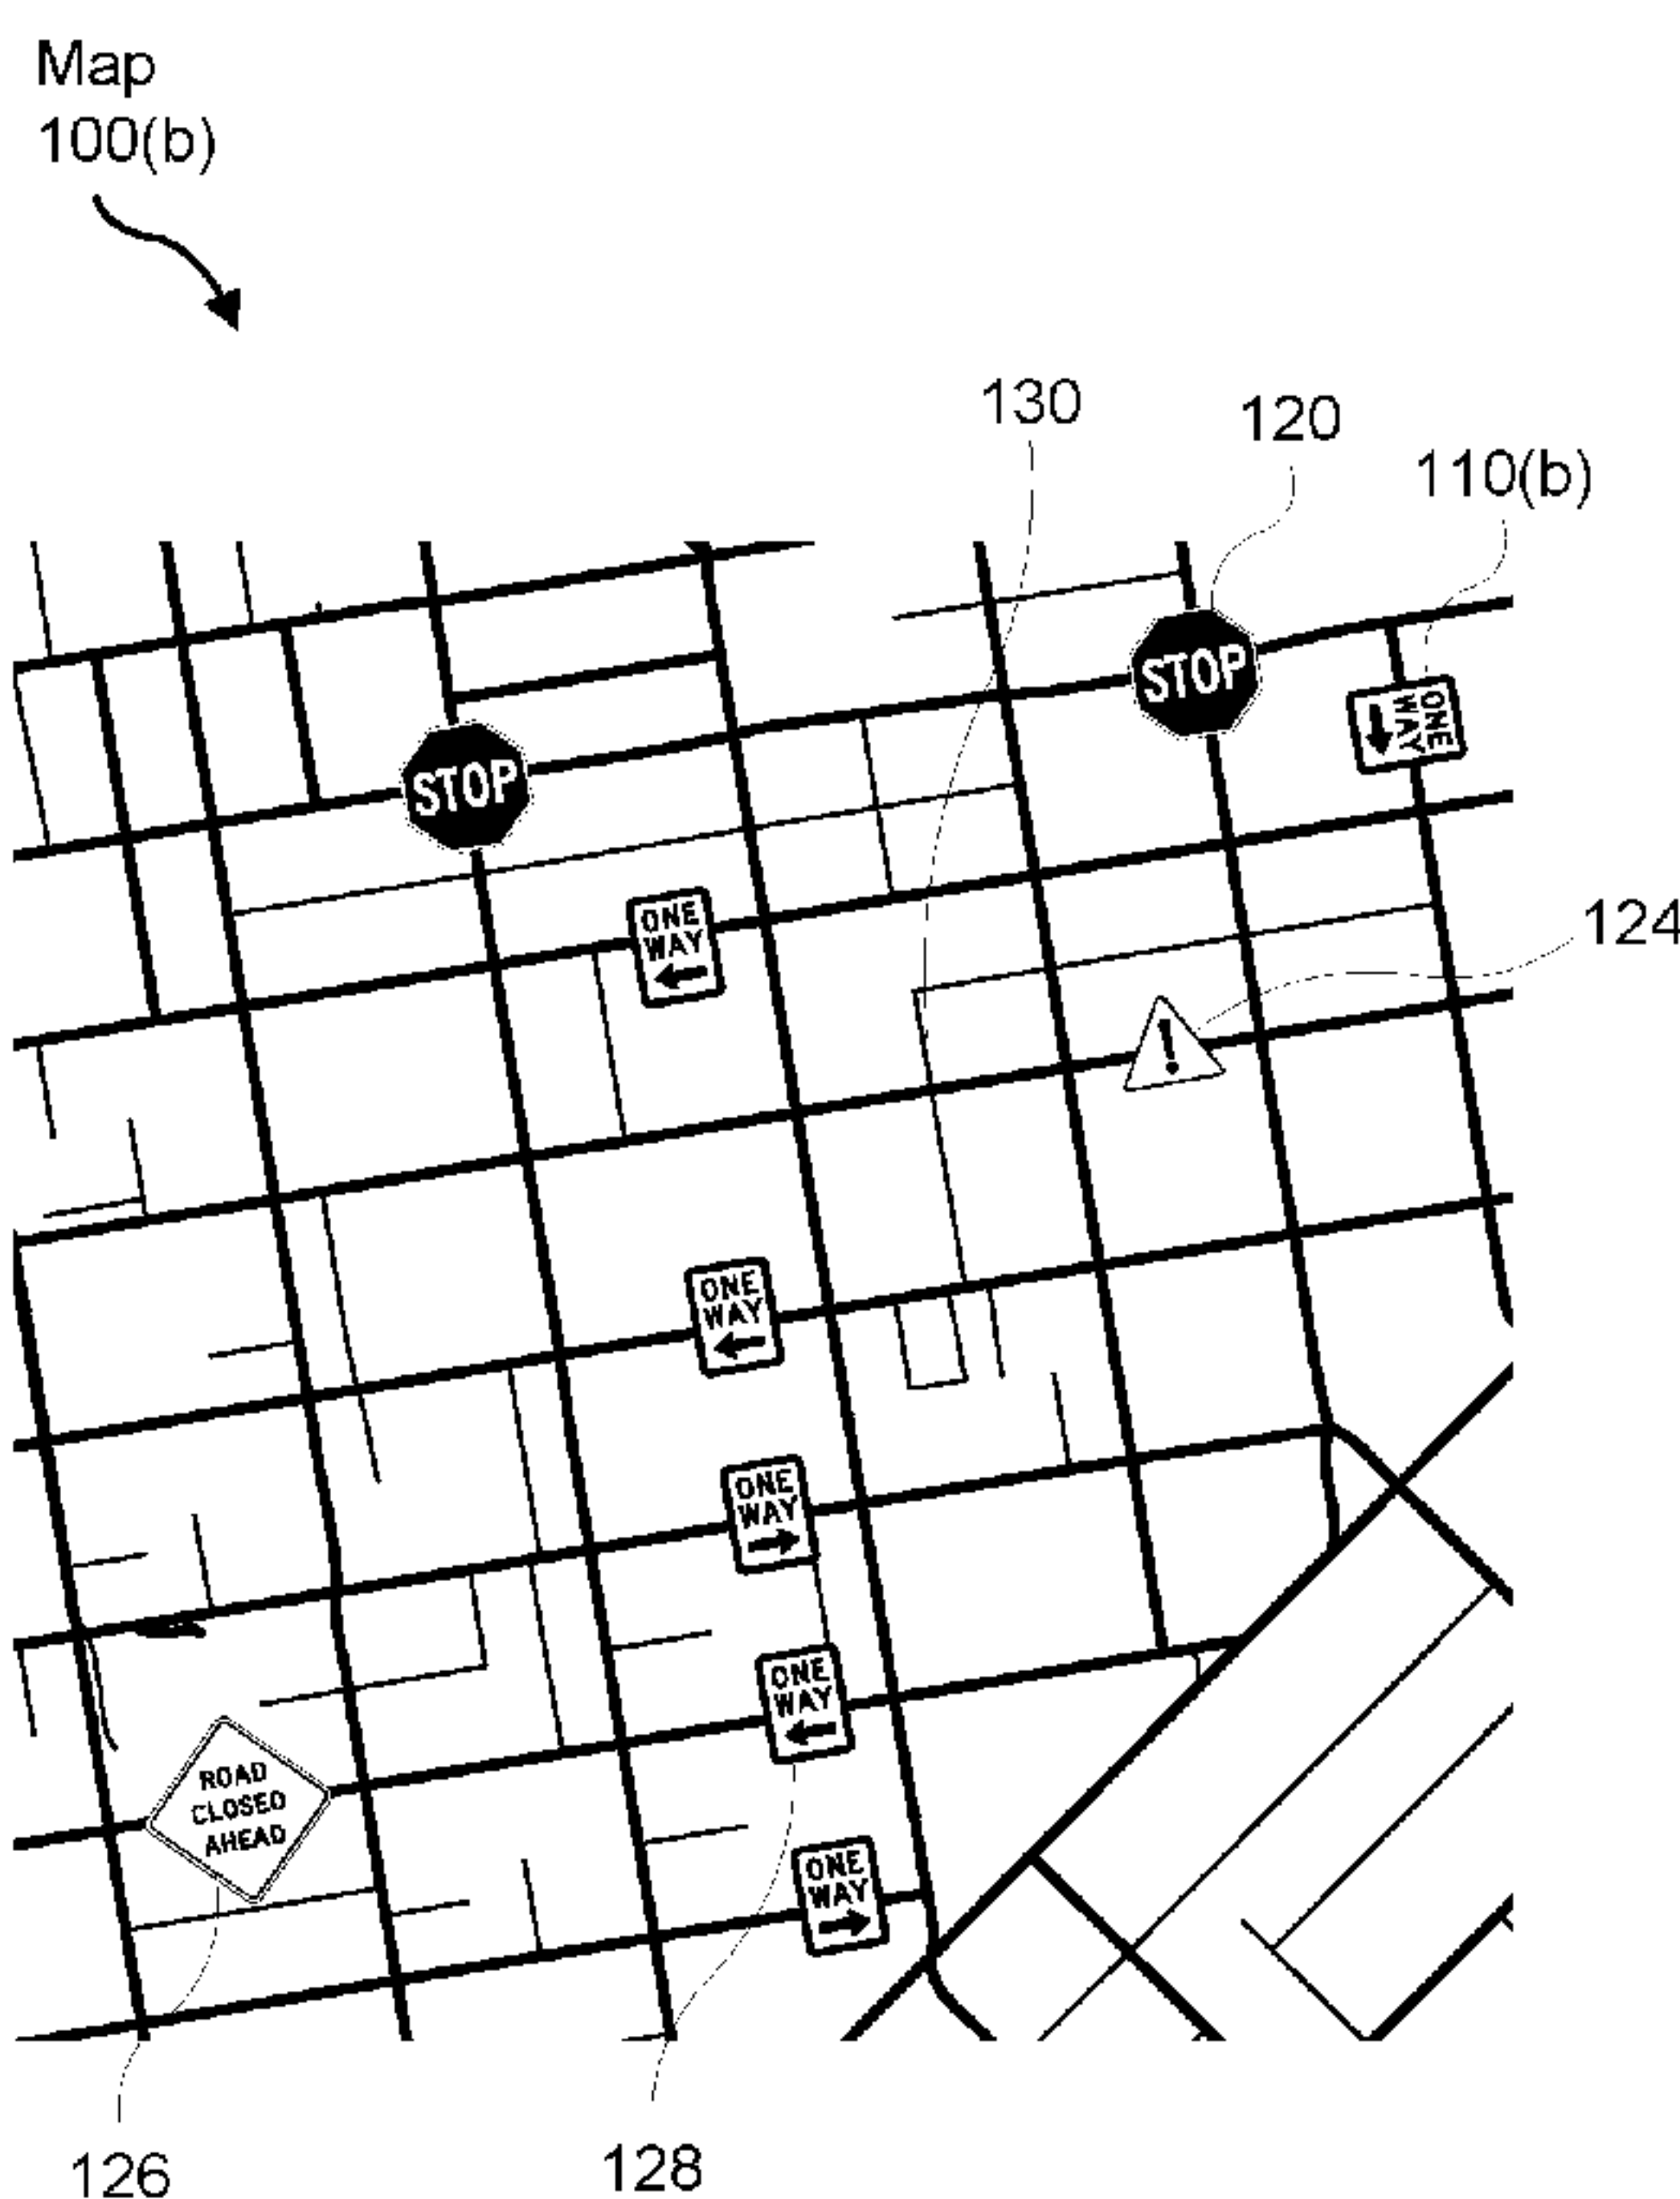 Map
100(b)
130
120
110(b)
STOP
ONE
WAY
STOP
ONE
WAY
124
ONE
WAY
ONE
WAY
ONE
WAY
ROAD
CLOSED
AHEAD
ONE
WAY
126
128